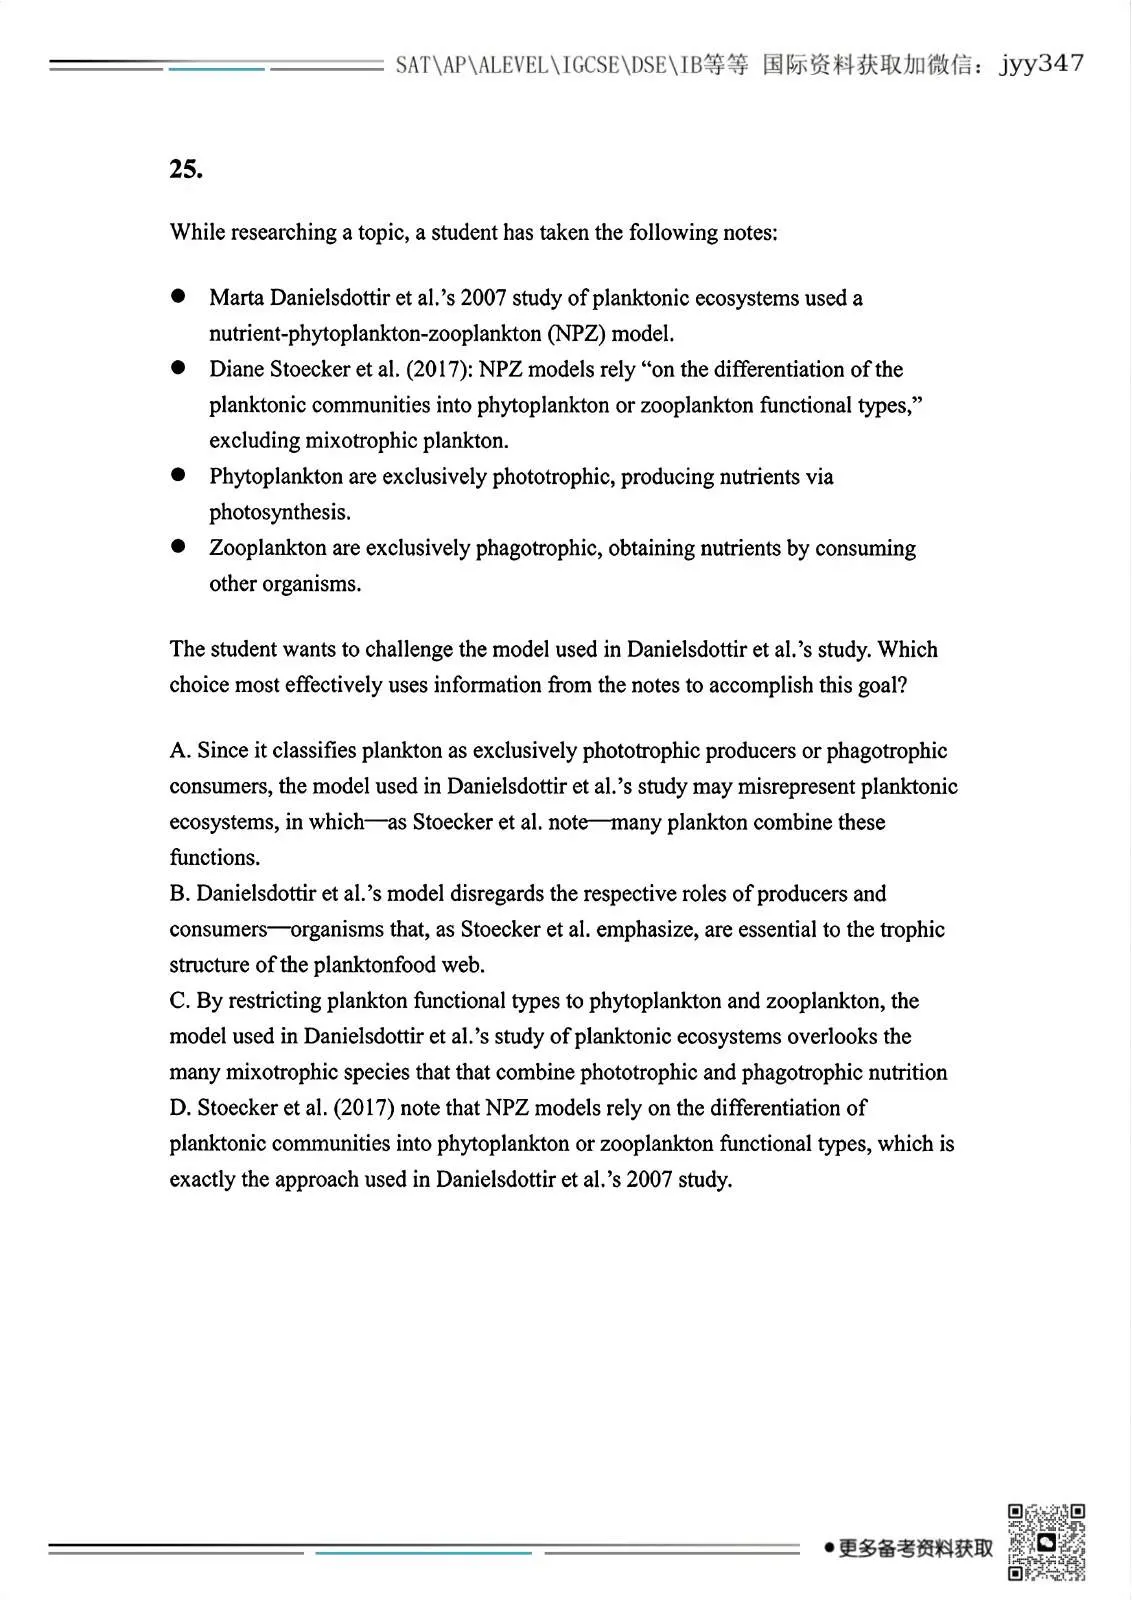 SAT\AP\ALEVEL\IGCSE\DSE\IB等等 国际资料获取加微信：jyy347
25.
While researching a topic, a student has taken the following notes:
● Marta Danielsdottir et al.’s 2007 study of planktonic ecosystems used a
nutrient-phytoplankton-zooplankton (NPZ) model.
● Diane Stoecker et al. (2017): NPZ models rely “on the differentiation of the
planktonic communities into phytoplankton or zooplankton functional types,”
excluding mixotrophic plankton.
● Phytoplankton are exclusively phototrophic, producing nutrients via
photosynthesis.
● Zooplankton are exclusively phagotrophic, obtaining nutrients by consuming
other organisms.
The student wants to challenge the model used in Danielsdottir et al.’s study. Which
choice most effectively uses information from the notes to accomplish this goal?
A. Since it classifies plankton as exclusively phototrophic producers or phagotrophic
consumers, the model used in Danielsdottir et al.’s study may misrepresent planktonic
ecosystems, in which—as Stoecker et al. note—many plankton combine these
functions.
B. Danielsdottir et al.’s model disregards the respective roles of producers and
consumers—organisms that, as Stoecker et al. emphasize, are essential to the trophic
structure of the planktonfood web.
C. By restricting plankton functional types to phytoplankton and zooplankton, the
model used in Danielsdottir et al.’s study of planktonic ecosystems overlooks the
many mixotrophic species that that combine phototrophic and phagotrophic nutrition
D. Stoecker et al. (2017) note that NPZ models rely on the differentiation of
planktonic communities into phytoplankton or zooplankton functional types, which is
exactly the approach used in Danielsdottir et al.’s 2007 study.
●更多备考资料获取